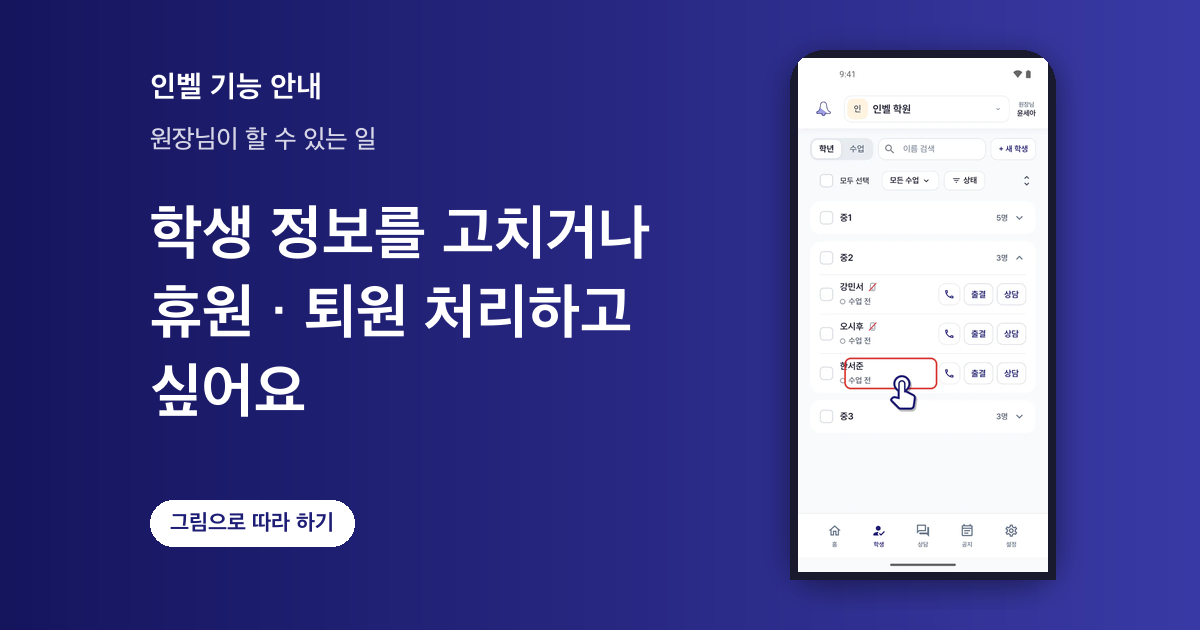 인벨 기능 안내
원장님이 할 수 있는 일
학생 정보를 고치거나
휴원 · 퇴원 처리하고
싶어요
그림으로 따라 하기
9:41
인 인벨 학원
원장님
윤세아
학년 수업 이름 검색 + 새 학생
모두 선택 모든 수업 상태
중1 5명
중2 3명
강민서
수업 전
출결 상담
오시후
수업 전
출결 상담
한서준
수업 전
출결 상담
중3 3명
홈 학생 상담 공지 설정